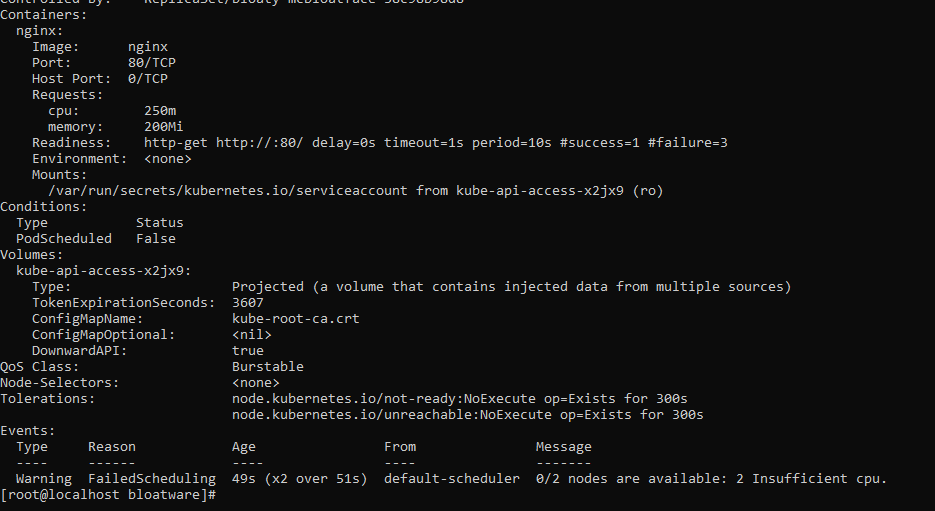 Containers:
  nginx:
    Image:      nginx
    Port:       80/TCP
    Host Port:  0/TCP
    Requests:
      cpu:        250m
      memory:     200Mi
    Readiness:    http-get http://:80/ delay=0s timeout=1s period=10s #success=1 #failure=3
    Environment:  <none>
    Mounts:
      /var/run/secrets/kubernetes.io/serviceaccount from kube-api-access-x2jx9 (ro)
Conditions:
  Type           Status
  PodScheduled   False
Volumes:
  kube-api-access-x2jx9:
    Type:                    Projected (a volume that contains injected data from multiple sources)
    TokenExpirationSeconds:  3607
    ConfigMapName:           kube-root-ca.crt
    ConfigMapOptional:       <nil>
    DownwardAPI:             true
QoS Class:                   Burstable
Node-Selectors:              <none>
Tolerations:                 node.kubernetes.io/not-ready:NoExecute op=Exists for 300s
                             node.kubernetes.io/unreachable:NoExecute op=Exists for 300s
Events:
  Type     Reason            Age                From               Message
  ----     ------            ----               ----               -------
  Warning  FailedScheduling  49s (x2 over 51s)  default-scheduler  0/2 nodes are available: 2 Insufficient cpu.
[root@localhost bloatware]#